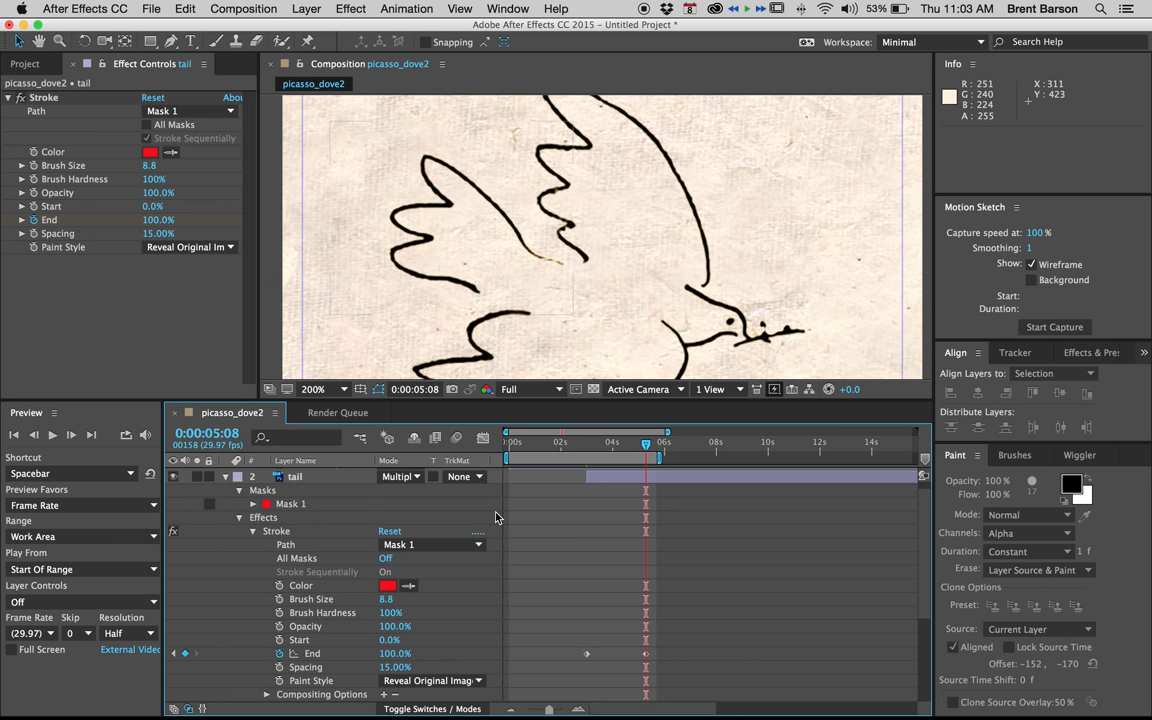 After Effects CC File Edit Composition Layer Effect Animation View Window Help 53% Thu 11:03 AM Brent Barson
Adobe After Effects CC 2015 - Untitled Project *
Snapping Workspace: Minimal Search Help
Project Effect Controls tail
picasso_dove2 • tail
Stroke Reset Abou
Path Mask 1
All Masks
Stroke Sequentially
Color
Brush Size 8.8
Brush Hardness 100%
Opacity 100.0%
Start 0.0%
End 100.0%
Spacing 15.00%
Paint Style Reveal Original Im
Composition picasso_dove2
picasso_dove2
200% 0:00:05:08 Full Active Camera 1 View +0.0
Info
R : 251 X : 311
G : 240 Y : 423
B : 224
A : 255
Motion Sketch
Capture speed at: 100 %
Smoothing: 1
Show: Wireframe
Background
Start:
Duration:
Start Capture
Align Tracker Effects & Pre:
Align Layers to: Selection
Distribute Layers:
Paint Brushes Wiggler
Opacity: 100 %
Flow: 100 % 17
Mode: Normal
Channels: Alpha
Duration: Constant 1 f
Erase: Layer Source & Paint
Clone Options
Preset:
Source: Current Layer
Aligned Lock Source Time
Offset: -152 , -170
Source Time Shift: 0 f
Clone Source Overlay: 50 %
Preview
Shortcut
Spacebar
Preview Favors
Frame Rate
Range
Work Area
Play From
Start Of Range
Layer Controls
Off
Frame Rate Skip Resolution
(29.97) 0 Half
Full Screen External Videc
picasso_dove2 Render Queue
0:00:05:08
00158 (29.97 fps)
:00s 02s 04s 06s 08s 10s 12s 14s
# Layer Name Mode T TrkMat
2 tail Multipl None
Masks
Mask 1
Effects
fx Stroke Reset
Path Mask 1
All Masks Off
Stroke Sequentially On
Color
Brush Size 8.8
Brush Hardness 100%
Opacity 100.0%
Start 0.0%
End 100.0%
Spacing 15.00%
Paint Style Reveal Original Imag
Compositing Options + −
Toggle Switches / Modes